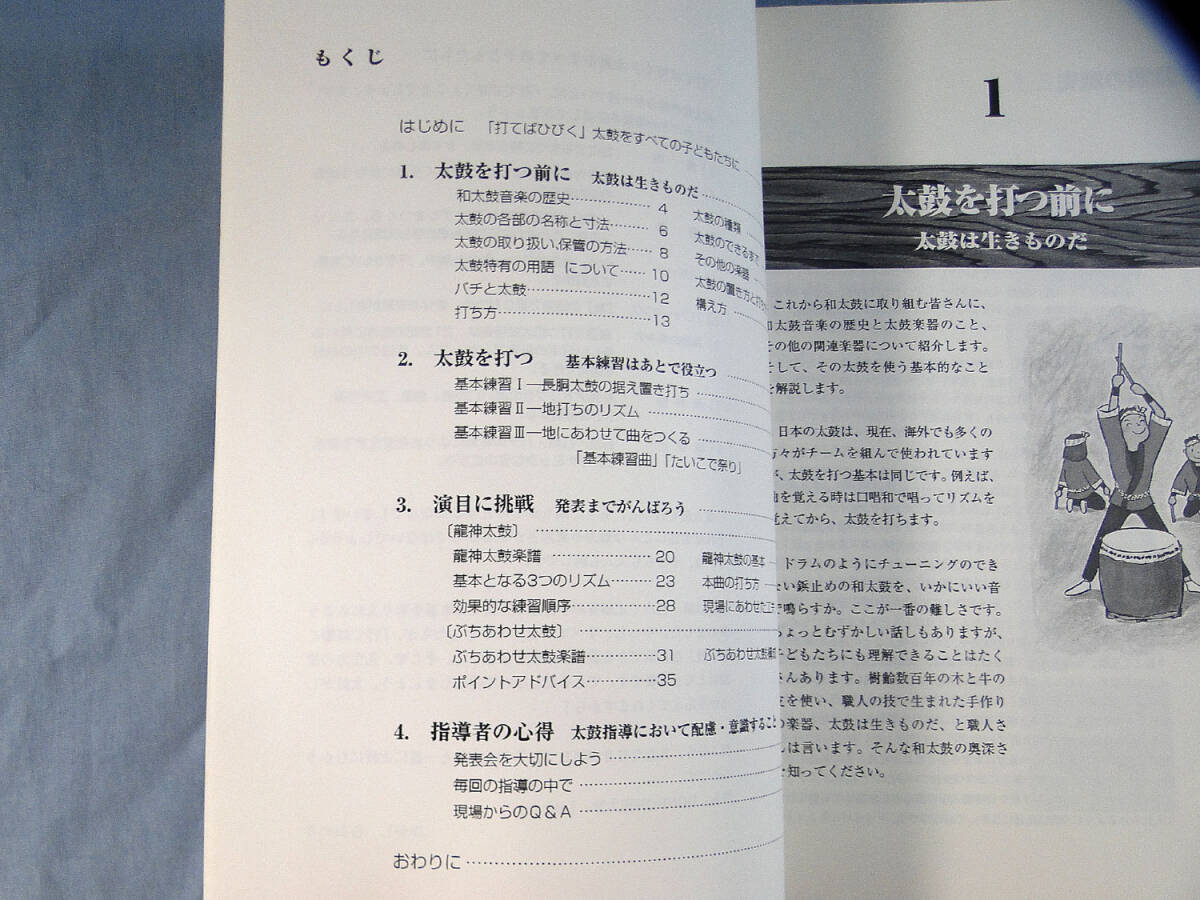 もくじ
はじめに 「打てばひびく」太鼓をすべての子どもたちに
1. 太鼓を打つ前に 太鼓は生きものだ
和太鼓音楽の歴史……………4 太鼓の種類
太鼓の各部の名称と寸法……6 太鼓のできるまで
太鼓の取り扱い、保管の方法……8 その他の楽器
太鼓特有の用語 について……10 太鼓の置き方と打
バチと太鼓……………………12 構え方
打ち方…………………………13
2. 太鼓を打つ 基本練習はあとで役立つ
基本練習Ⅰ―長胴太鼓の据え置き打ち
基本練習Ⅱ―地打ちのリズム
基本練習Ⅲ―地にあわせて曲をつくる
「基本練習曲」「たいこで祭り」
3. 演目に挑戦 発表までがんばろう
〔龍神太鼓〕
龍神太鼓楽譜……………20 龍神太鼓の基本
基本となる3つのリズム………23 本曲の打ち方
効果的な練習順序…………28 現場にあわせた工
〔ぶちあわせ太鼓〕
ぶちあわせ太鼓楽譜…………31 ぶちあわせ太鼓
ポイントアドバイス…………35
4. 指導者の心得 太鼓指導において配慮・意識すること
発表会を大切にしよう
毎回の指導の中で
現場からのQ&A
おわりに
1
太鼓を打つ前に
太鼓は生きものだ
これから和太鼓に取り組む皆さんに、
和太鼓音楽の歴史と太鼓楽器のこと、
その他の関連楽器について紹介します。
そして、その太鼓を使う基本的なこと
を解説します。
日本の太鼓は、現在、海外でも多くの
方々がチームを組んで使われています
が、太鼓を打つ基本は同じです。例えば、
曲を覚える時は口唱和で唱ってリズムを
覚えてから、太鼓を打ちます。
ドラムのようにチューニングのでき
ない鋲止めの和太鼓を、いかにいい音
で鳴らすか。ここが一番の難しさです。
ちょっとむずかしい話しもありますが、
子どもたちにも理解できることはたく
さんあります。樹齢数百年の木と牛の
皮を使い、職人の技で生まれた手作り
の楽器、太鼓は生きものだ、と職人さ
んは言います。そんな和太鼓の奥深さ
を知ってください。